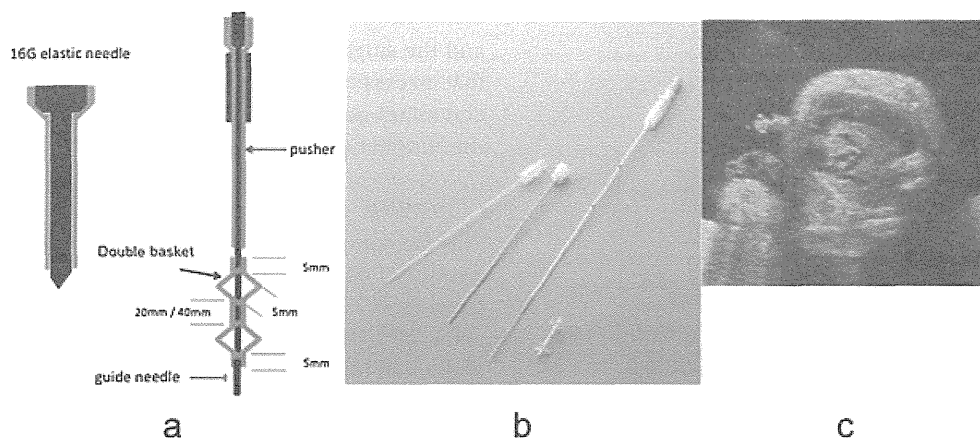 16G elastic needle
pusher
Double basket
5mm
20mm / 40mm
5mm
5mm
guide needle
a
b
c